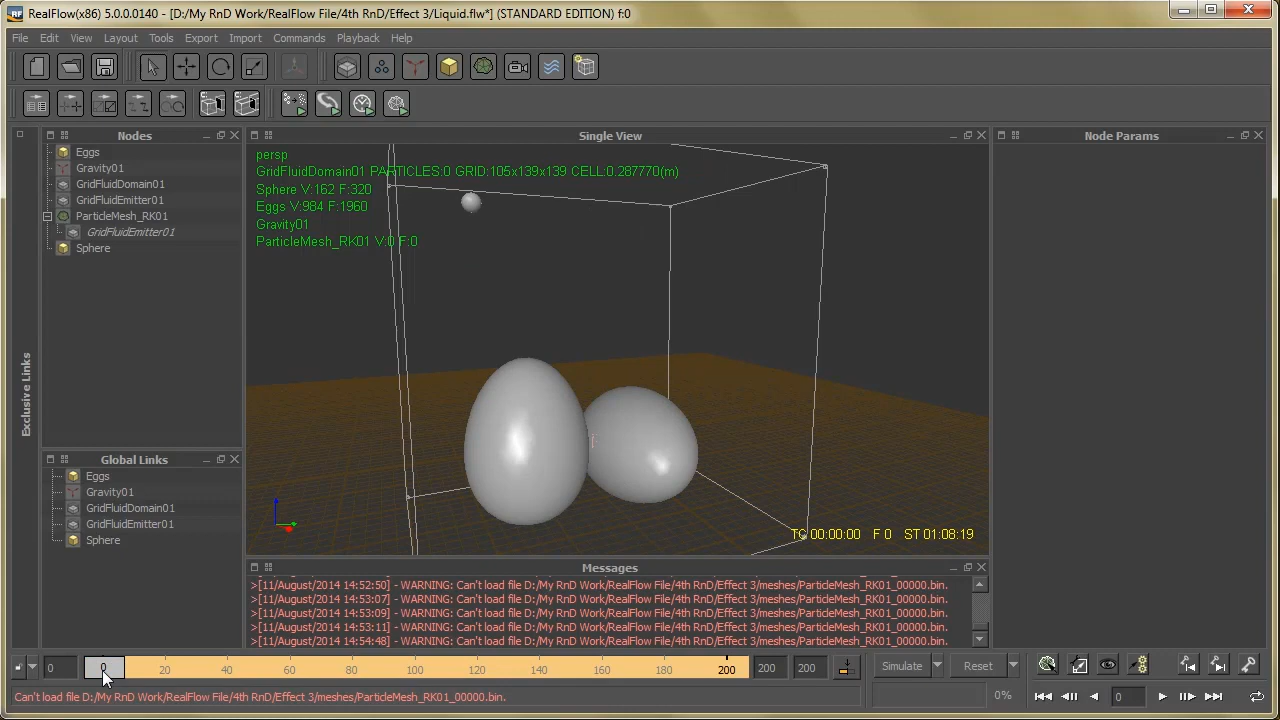 RealFlow(x86) 5.0.0.0140 - [D:/My RnD Work/RealFlow File/4th RnD/Effect 3/Liquid.flw*] (STANDARD EDITION) f:0
File Edit View Layout Tools Export Import Commands Playback Help
Nodes
Eggs
Gravity01
GridFluidDomain01
GridFluidEmitter01
ParticleMesh_RK01
GridFluidEmitter01
Sphere
Exclusive Links
Global Links
Eggs
Gravity01
GridFluidDomain01
GridFluidEmitter01
Sphere
Single View
persp
GridFluidDomain01 PARTICLES:0 GRID:105x139x139 CELL:0.287770(m)
Sphere V:162 F:320
Eggs V:984 F:1960
Gravity01
ParticleMesh_RK01 V:0 F:0
TC 00:00:00 F 0 ST 01:08:19
Node Params
Messages
>[11/August/2014 14:52:50] - WARNING: Can't load file D:/My RnD Work/RealFlow File/4th RnD/Effect 3/meshes/ParticleMesh_RK01_00000.bin.
>[11/August/2014 14:53:07] - WARNING: Can't load file D:/My RnD Work/RealFlow File/4th RnD/Effect 3/meshes/ParticleMesh_RK01_00000.bin.
>[11/August/2014 14:53:09] - WARNING: Can't load file D:/My RnD Work/RealFlow File/4th RnD/Effect 3/meshes/ParticleMesh_RK01_00000.bin.
>[11/August/2014 14:53:11] - WARNING: Can't load file D:/My RnD Work/RealFlow File/4th RnD/Effect 3/meshes/ParticleMesh_RK01_00000.bin.
>[11/August/2014 14:54:48] - WARNING: Can't load file D:/My RnD Work/RealFlow File/4th RnD/Effect 3/meshes/ParticleMesh_RK01_00000.bin.
0 0 20 40 60 80 100 120 140 160 180 200 200 200 Simulate Reset
Can't load file D:/My RnD Work/RealFlow File/4th RnD/Effect 3/meshes/ParticleMesh_RK01_00000.bin.
0% 0